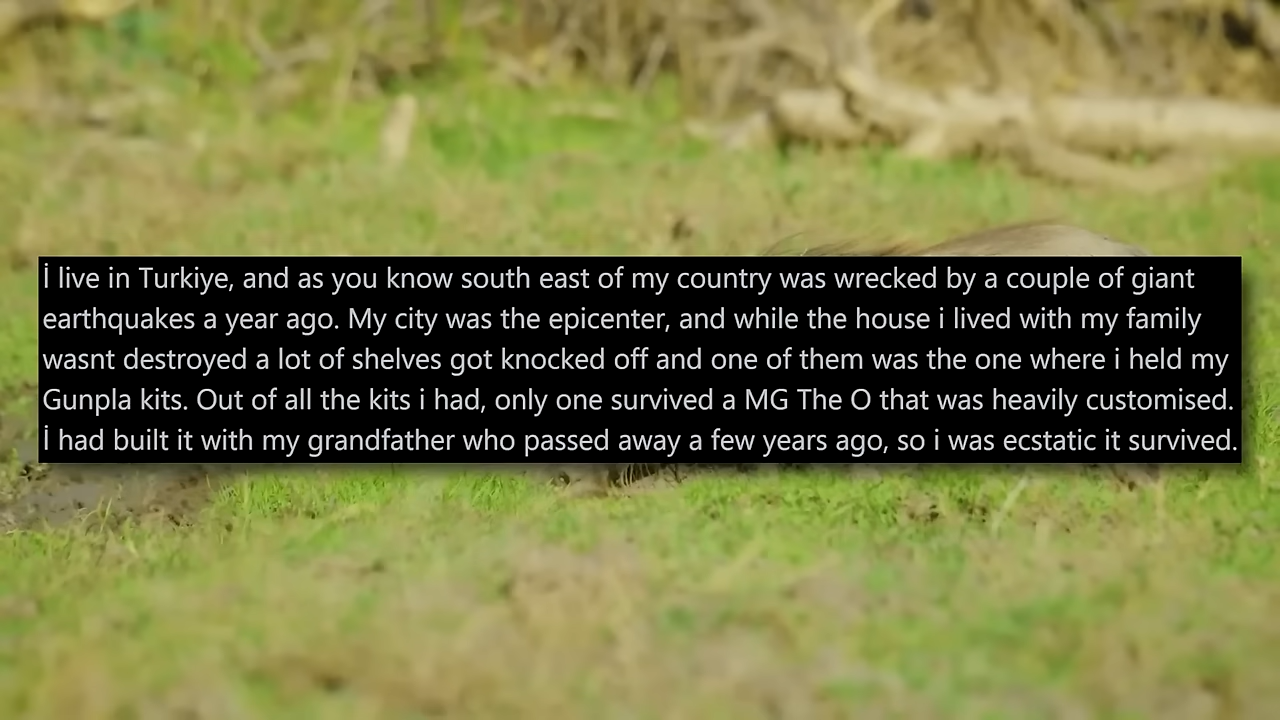 İ live in Turkiye, and as you know south east of my country was wrecked by a couple of giant
earthquakes a year ago. My city was the epicenter, and while the house i lived with my family
wasnt destroyed a lot of shelves got knocked off and one of them was the one where i held my
Gunpla kits. Out of all the kits i had, only one survived a MG The O that was heavily customised.
İ had built it with my grandfather who passed away a few years ago, so i was ecstatic it survived.